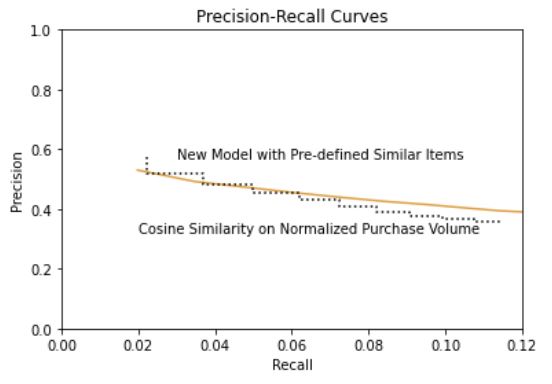 Precision-Recall Curves
1.0
0.8
0.6
0.4
0.2
0.0
Precision
New Model with Pre-defined Similar Items
Cosine Similarity on Normalized Purchase Volume
0.00 0.02 0.04 0.06 0.08 0.10 0.12
Recall